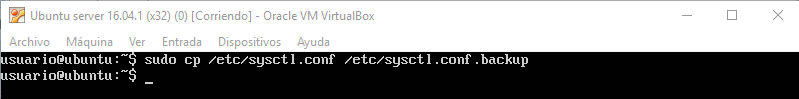 Ubuntu server 16.04.1 (x32) (0) [Corriendo] - Oracle VM VirtualBox
Archivo Máquina Ver Entrada Dispositivos Ayuda
usuario@ubuntu:~$ sudo cp /etc/sysctl.conf /etc/sysctl.conf.backup
usuario@ubuntu:~$ _